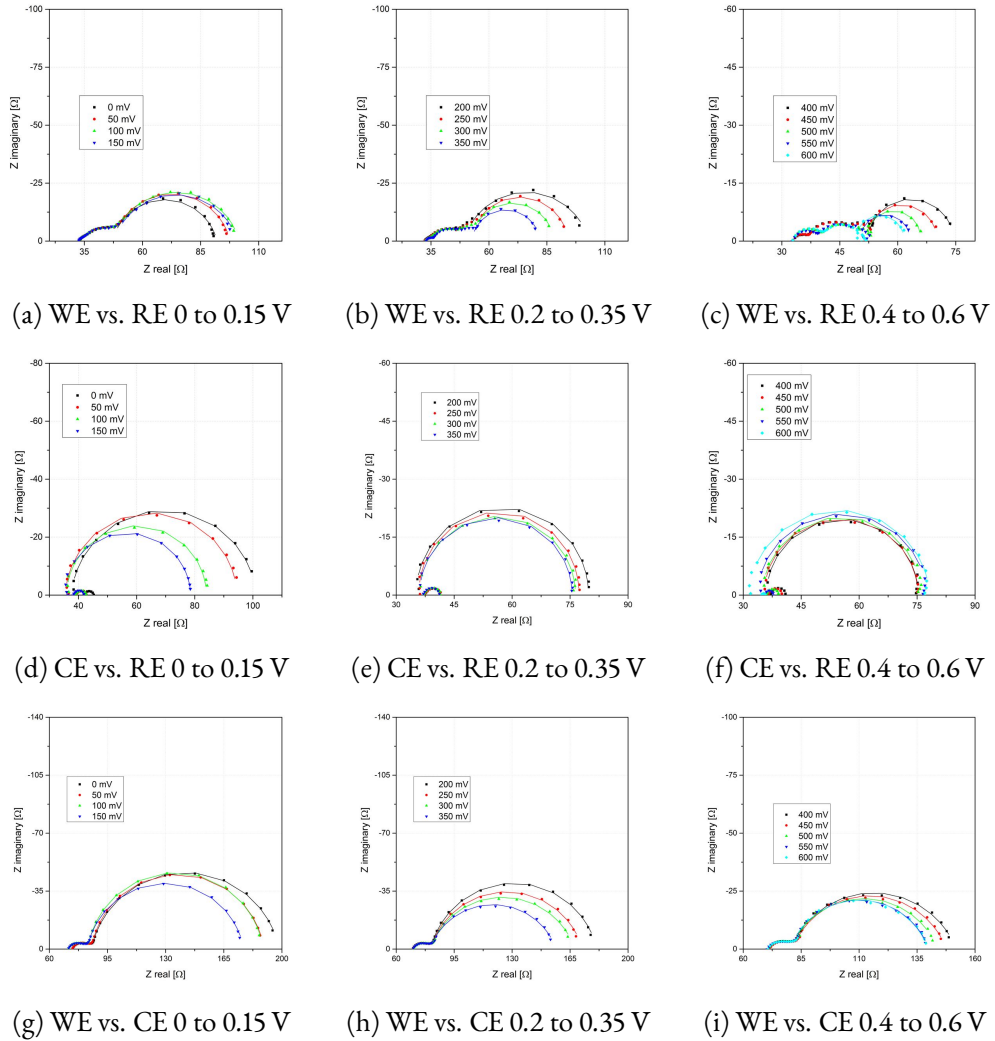 -100
-75
-50
-25
0
Z imaginary [Ω]
0 mV
50 mV
100 mV
150 mV
35
60
85
110
Z real [Ω]
(a) WE vs. RE 0 to 0.15 V
-100
-75
-50
-25
0
Z imaginary [Ω]
200 mV
250 mV
300 mV
350 mV
35
60
85
110
Z real [Ω]
(b) WE vs. RE 0.2 to 0.35 V
-60
-45
-30
-15
0
Z imaginary [Ω]
400 mV
450 mV
500 mV
550 mV
600 mV
15
30
45
60
75
Z real [Ω]
(c) WE vs. RE 0.4 to 0.6 V
-80
-60
-40
-20
0
Z imaginary [Ω]
0 mV
50 mV
100 mV
150 mV
40
60
80
100
Z real [Ω]
(d) CE vs. RE 0 to 0.15 V
-60
-45
-30
-15
0
Z imaginary [Ω]
200 mV
250 mV
300 mV
350 mV
30
45
60
75
90
Z real [Ω]
(e) CE vs. RE 0.2 to 0.35 V
-60
-45
-30
-15
0
Z imaginary [Ω]
400 mV
450 mV
500 mV
550 mV
600 mV
30
45
60
75
90
Z real [Ω]
(f) CE vs. RE 0.4 to 0.6 V
-140
-105
-70
-35
0
Z imaginary [Ω]
0 mV
50 mV
100 mV
150 mV
60
95
130
165
200
Z real [Ω]
(g) WE vs. CE 0 to 0.15 V
-140
-105
-70
-35
0
Z imaginary [Ω]
200 mV
250 mV
300 mV
350 mV
60
95
130
165
200
Z real [Ω]
(h) WE vs. CE 0.2 to 0.35 V
-100
-75
-50
-25
0
Z imaginary [Ω]
400 mV
450 mV
500 mV
550 mV
600 mV
60
85
110
135
160
Z real [Ω]
(i) WE vs. CE 0.4 to 0.6 V